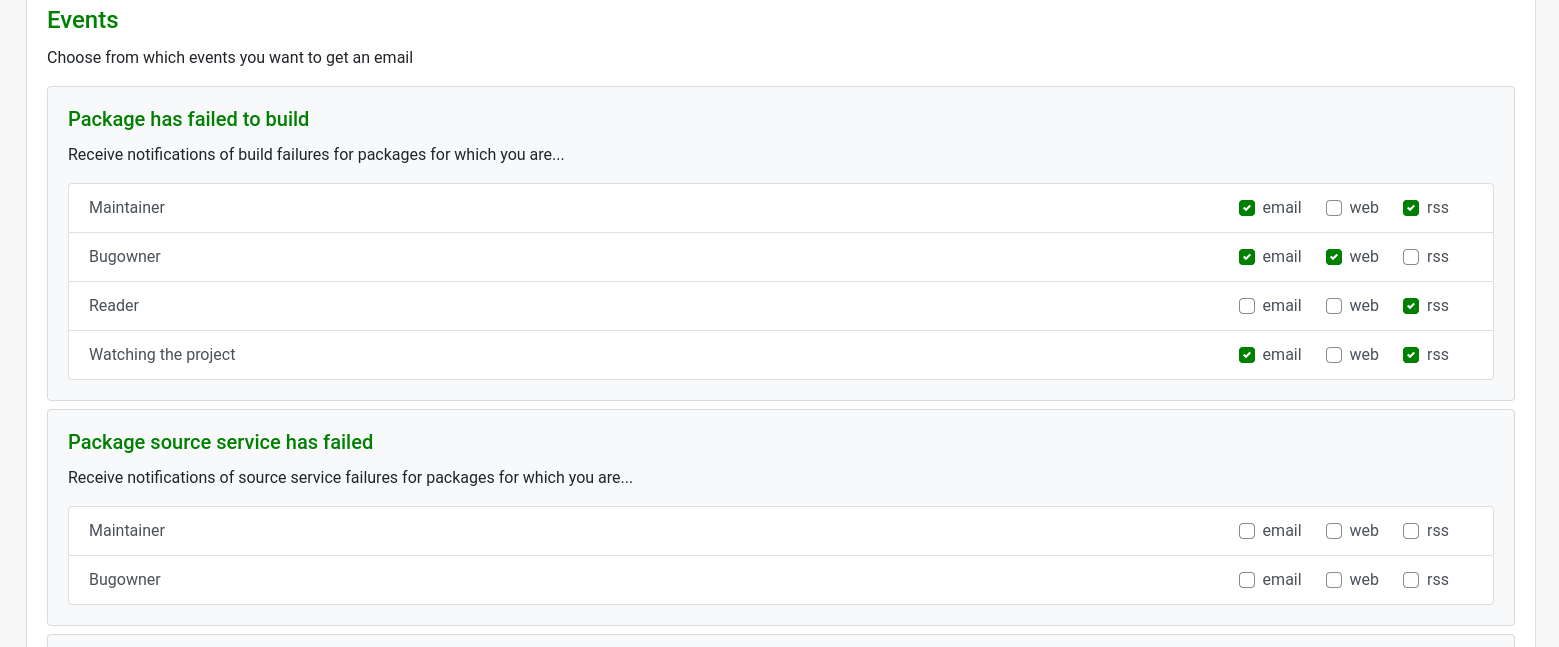 Events
Choose from which events you want to get an email
Package has failed to build
Receive notifications of build failures for packages for which you are...
Maintainer email web rss
Bugowner email web rss
Reader email web rss
Watching the project email web rss
Package source service has failed
Receive notifications of source service failures for packages for which you are...
Maintainer email web rss
Bugowner email web rss